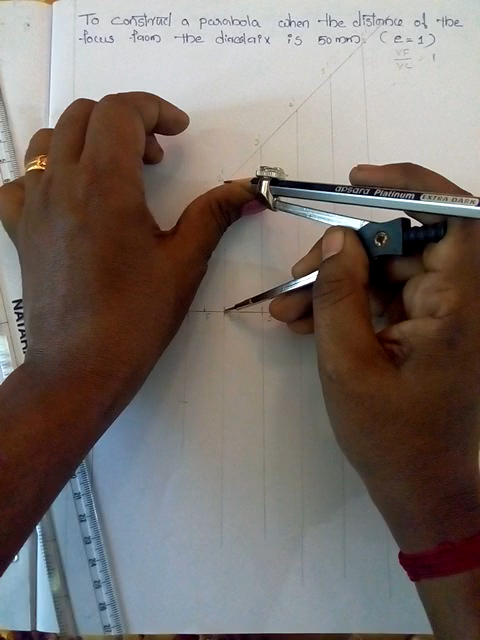 To construct a parabola when the distance of the
focus from the directrix is 50mm. (e=1)
VF
VC = 1
apsara Platinum EXTRA DARK
NATAR